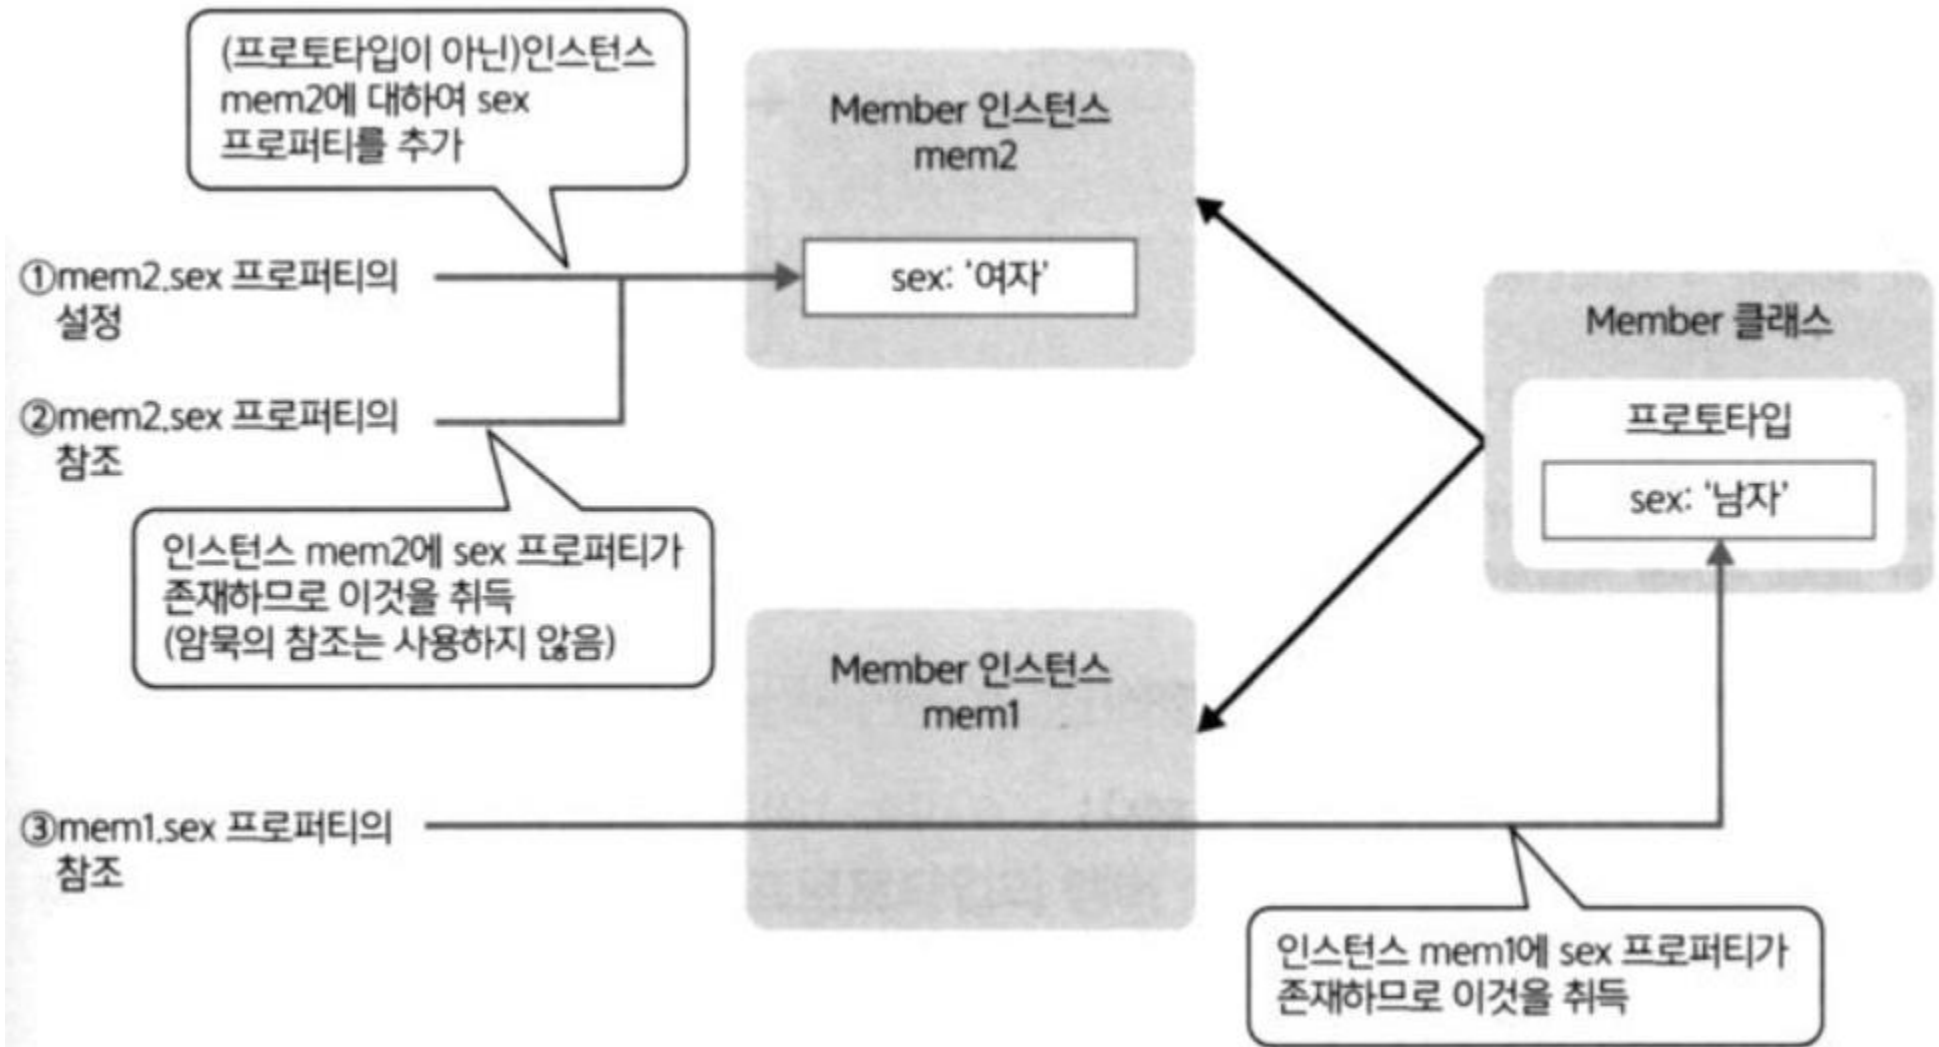 (프로토타입이 아닌)인스턴스
mem2에 대하여 sex
프로퍼티를 추가
Member 인스턴스
mem2
①mem2.sex 프로퍼티의
설정
sex: '여자'
Member 클래스
②mem2.sex 프로퍼티의
참조
프로토타입
sex: '남자'
인스턴스 mem2에 sex 프로퍼티가
존재하므로 이것을 취득
(암묵의 참조는 사용하지 않음)
Member 인스턴스
mem1
③mem1.sex 프로퍼티의
참조
인스턴스 mem1에 sex 프로퍼티가
존재하므로 이것을 취득